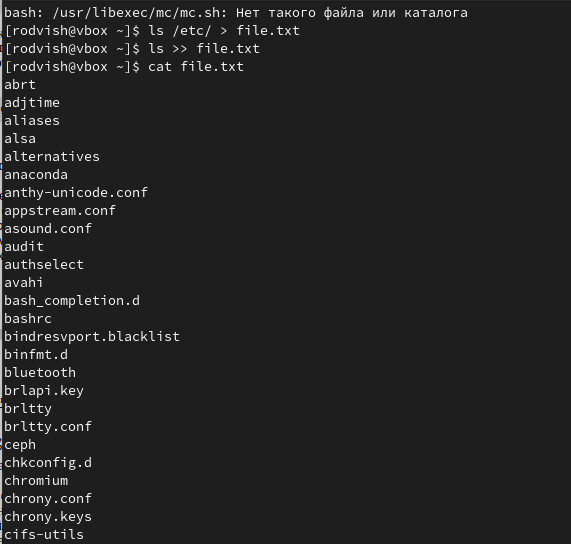 bash: /usr/libexec/mc/mc.sh: Нет такого файла или каталога
[rodvish@vbox ~]$ ls /etc/ > file.txt
[rodvish@vbox ~]$ ls >> file.txt
[rodvish@vbox ~]$ cat file.txt
abrt
adjtime
aliases
alsa
alternatives
anaconda
anthy-unicode.conf
appstream.conf
asound.conf
audit
authselect
avahi
bash_completion.d
bashrc
bindresvport.blacklist
binfmt.d
bluetooth
brlapi.key
brltty
brltty.conf
ceph
chkconfig.d
chromium
chrony.conf
chrony.keys
cifs-utils